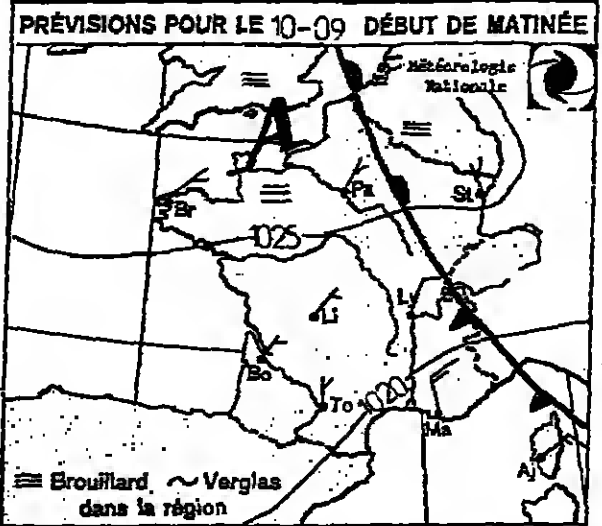 PRÉVISIONS POUR LE 10-09 DÉBUT DE MATINÉE
Météorologie
Nationale
A
Pa
St
Br
1025
Ly
Li
Bo
To
1020
Ma
Aj
Brouillard Verglas
dans la région